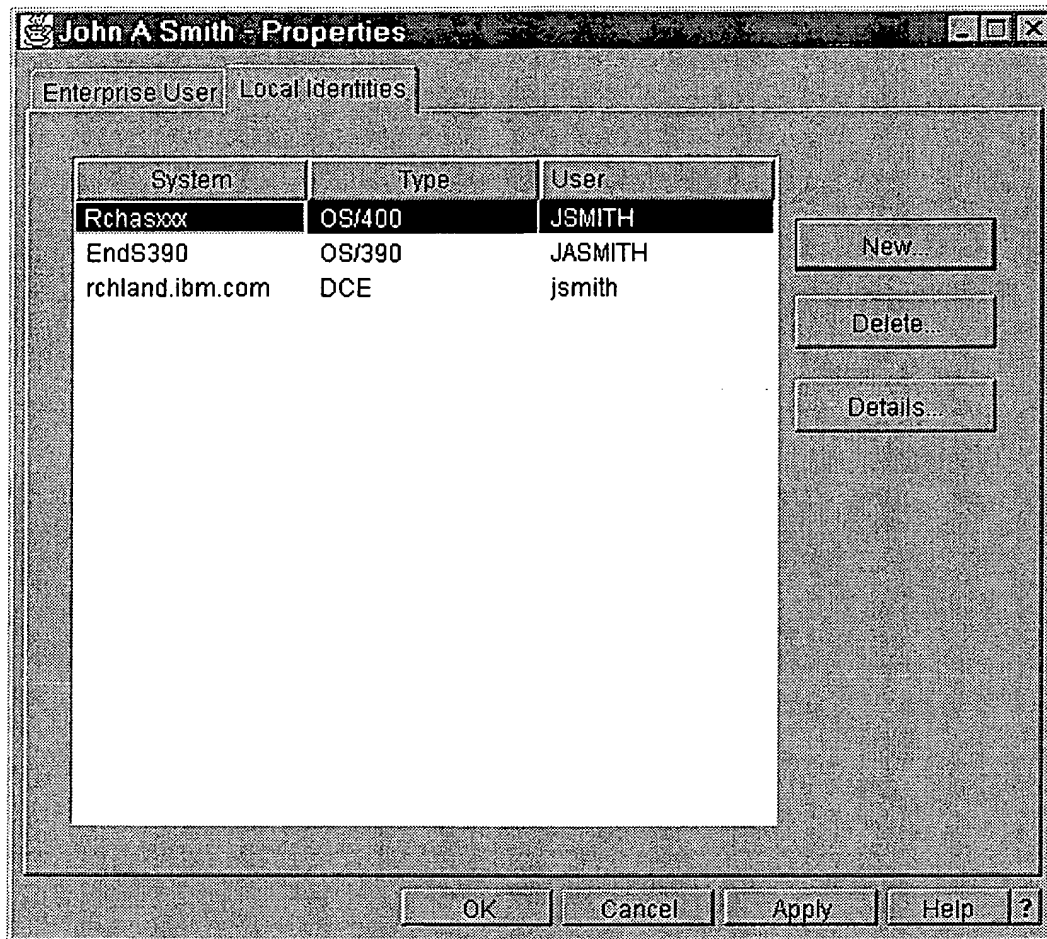 John A Smith - Properties
Enterprise User Local Identities
System Type User
Rchasxxx OS/400 JSMITH
EndS390 OS/390 JASMITH
rchland.ibm.com DCE jsmith
New...
Delete...
Details...
OK Cancel Apply Help ?